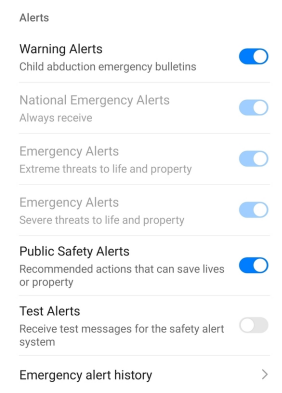 Alerts
Warning Alerts
Child abduction emergency bulletins
National Emergency Alerts
Always receive
Emergency Alerts
Extreme threats to life and property
Emergency Alerts
Severe threats to life and property
Public Safety Alerts
Recommended actions that can save lives
or property
Test Alerts
Receive test messages for the safety alert
system
Emergency alert history